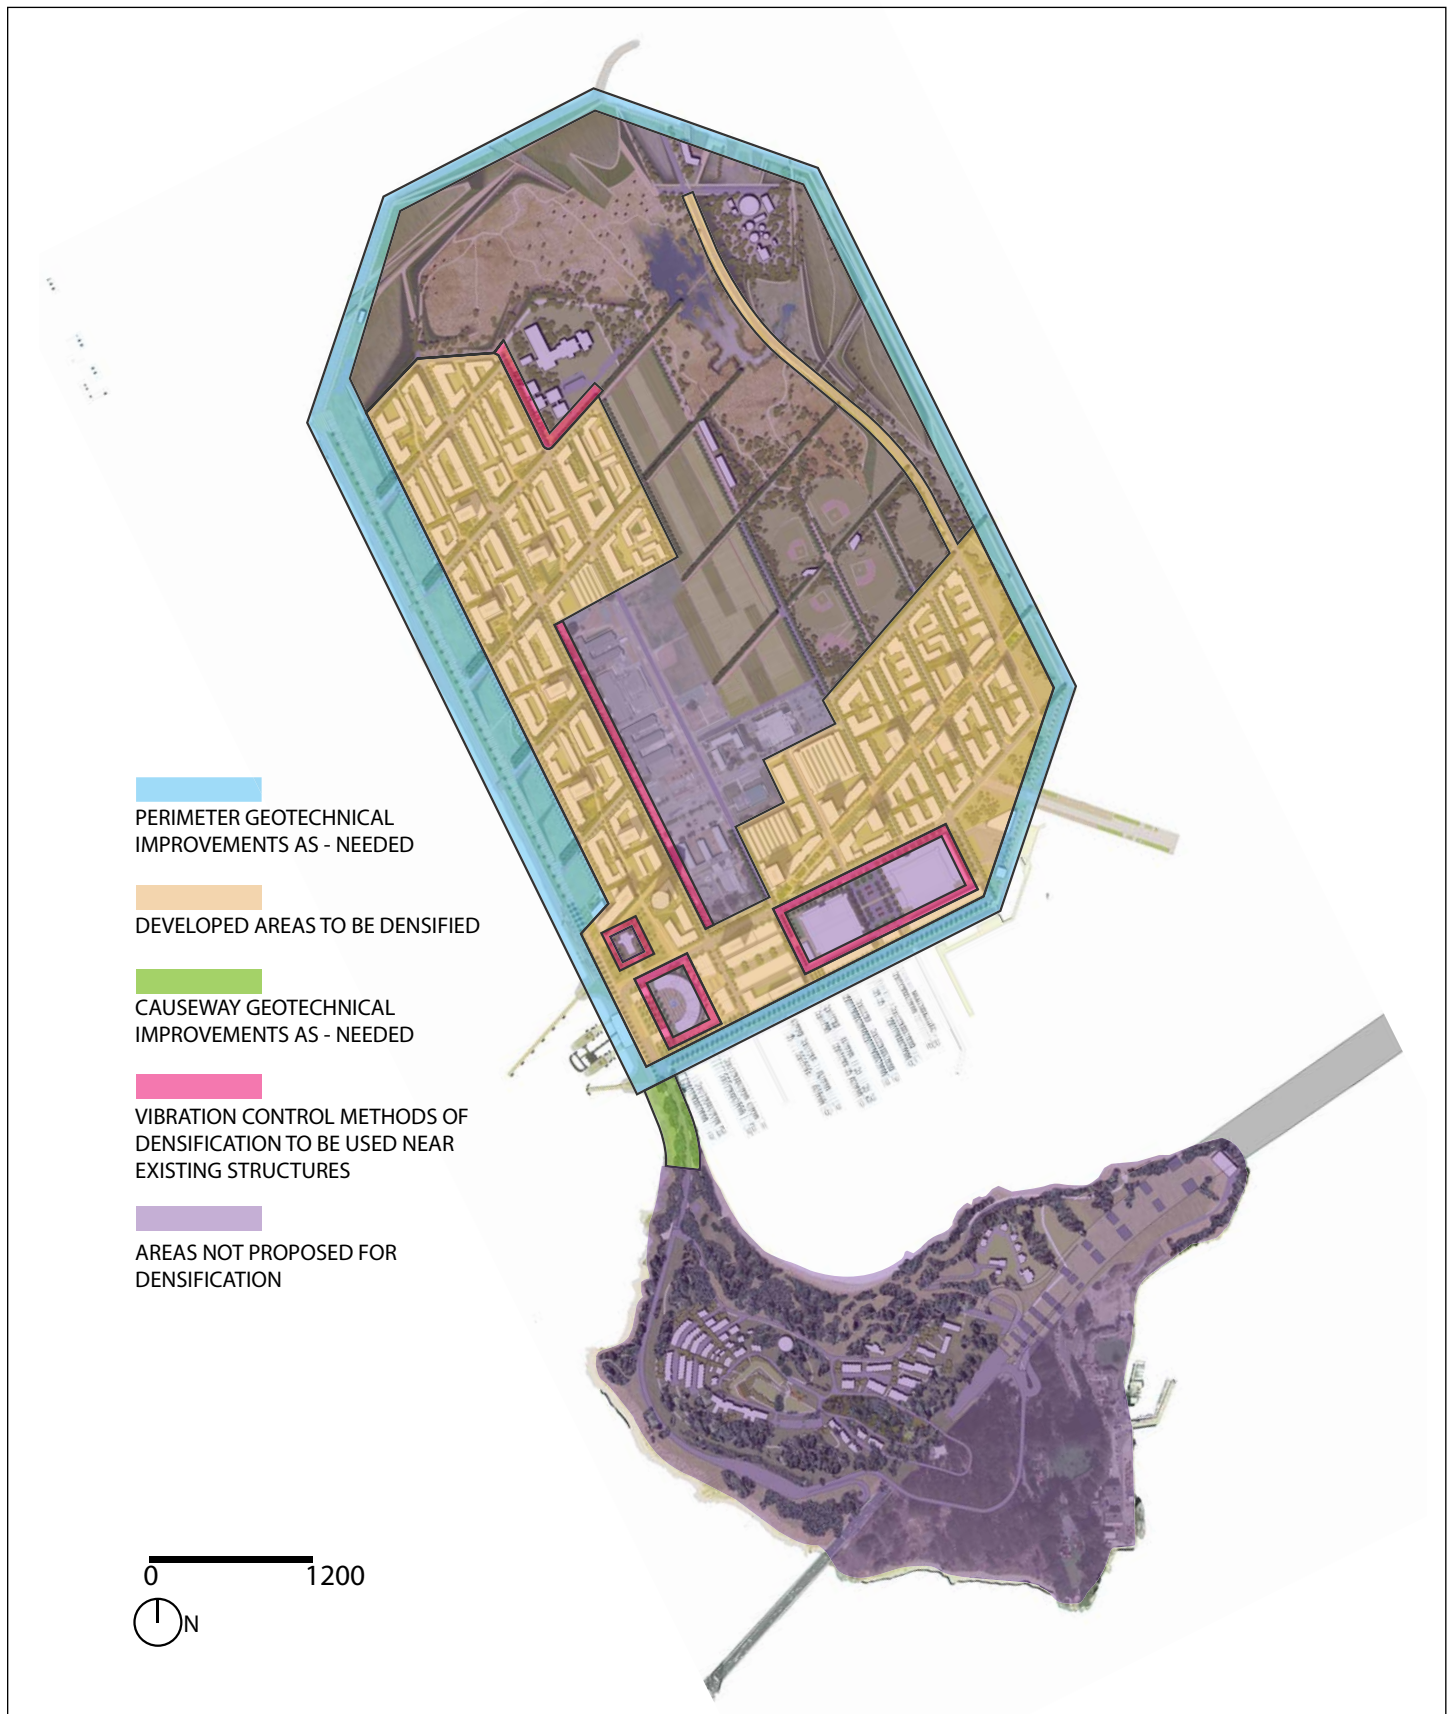 PERIMETER GEOTECHNICAL
IMPROVEMENTS AS - NEEDED
DEVELOPED AREAS TO BE DENSIFIED
CAUSEWAY GEOTECHNICAL
IMPROVEMENTS AS - NEEDED
VIBRATION CONTROL METHODS OF
DENSIFICATION TO BE USED NEAR
EXISTING STRUCTURES
AREAS NOT PROPOSED FOR
DENSIFICATION
0 1200
N